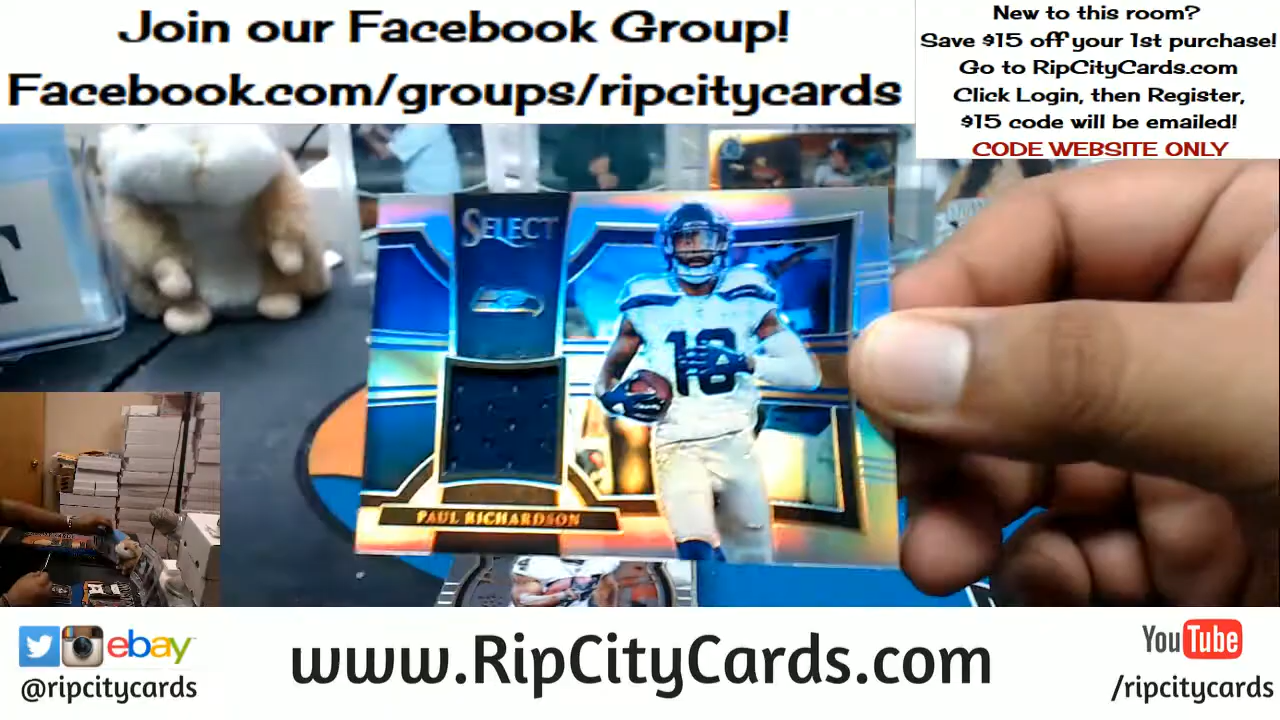 Join our Facebook Group!
Facebook.com/groups/ripcitycards
New to this room?
Save $15 off your 1st purchase!
Go to RipCityCards.com
Click Login, then Register,
$15 code will be emailed!
CODE WEBSITE ONLY
T
SELECT
18
PAUL RICHARDSON
ebay
@ripcitycards
www.RipCityCards.com
YouTube
/ripcitycards